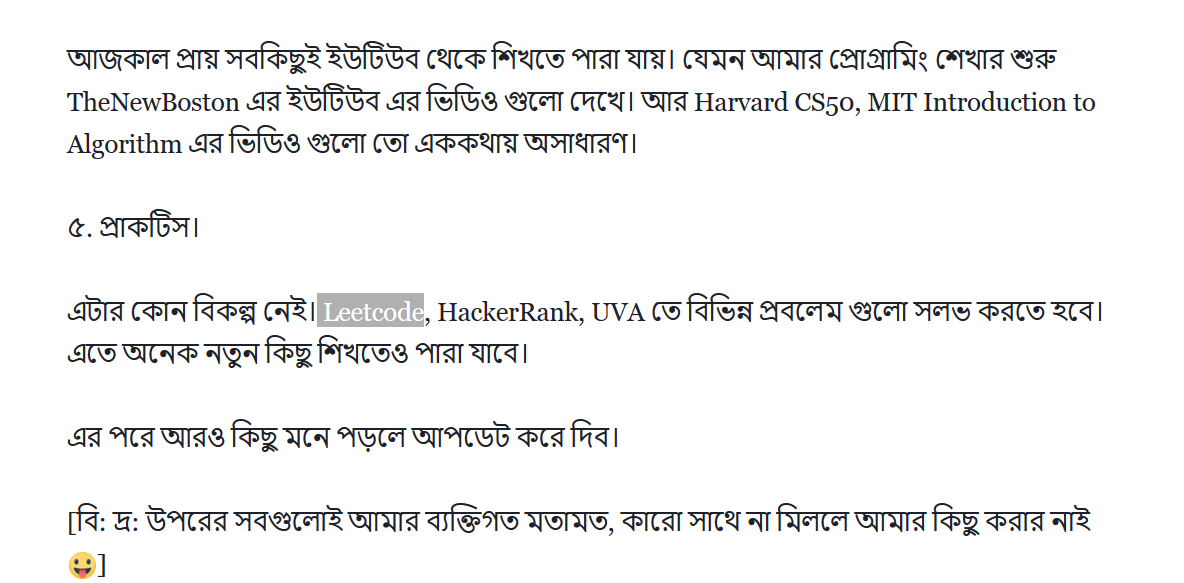 আজকাল প্রায় সবকিছুই ইউটিউব থেকে শিখতে পারা যায়। যেমন আমার প্রোগ্রামিং শেখার শুরু
TheNewBoston এর ইউটিউব এর ভিডিও গুলো দেখে। আর Harvard CS50, MIT Introduction to
Algorithm এর ভিডিও গুলো তো এককথায় অসাধারণ।
৫. প্রাকটিস।
এটার কোন বিকল্প নেই। Leetcode, HackerRank, UVA তে বিভিন্ন প্রবলেম গুলো সলভ করতে হবে।
এতে অনেক নতুন কিছু শিখতেও পারা যাবে।
এর পরে আরও কিছু মনে পড়লে আপডেট করে দিব।
[বি: দ্র: উপরের সবগুলোই আমার ব্যক্তিগত মতামত, কারো সাথে না মিললে আমার কিছু করার নাই
😛]